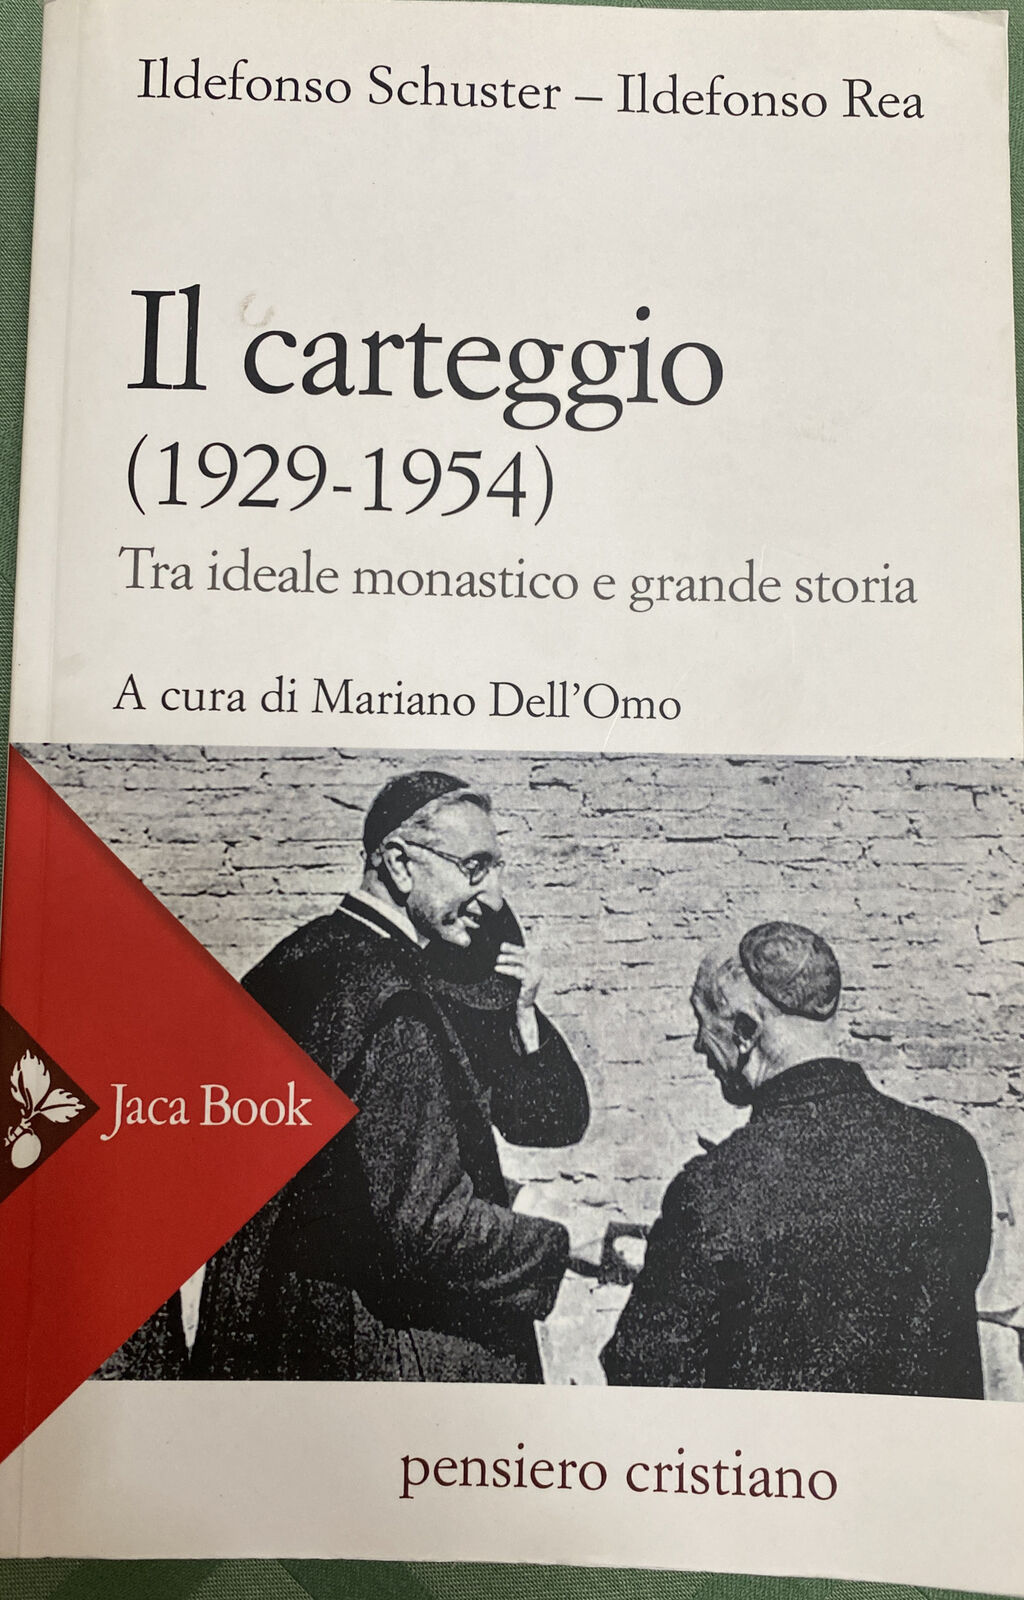 Ildefonso Schuster – Ildefonso Rea
Il carteggio
(1929-1954)
Tra ideale monastico e grande storia
A cura di Mariano Dell'Omo
Jaca Book
pensiero cristiano